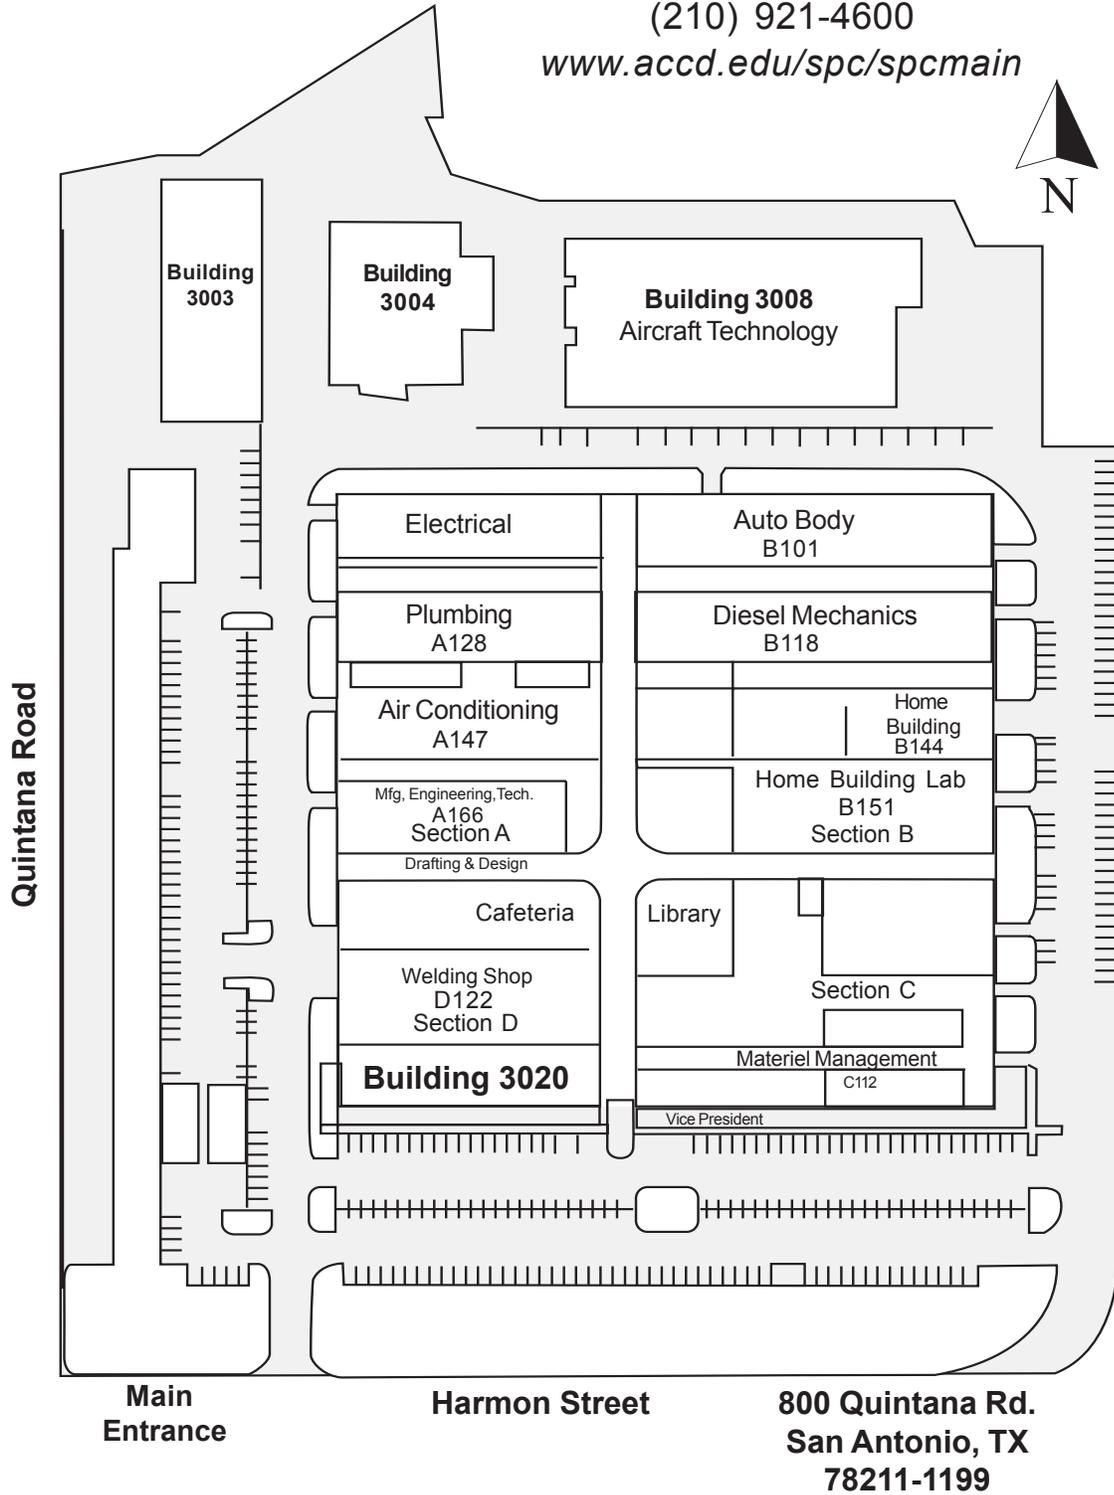 (210) 921-4600
www.accd.edu/spc/spcmain
N
Building
3003
Building
3004
Building 3008
Aircraft Technology
Electrical
Auto Body
B101
Plumbing
A128
Diesel Mechanics
B118
Air Conditioning
A147
Home
Building
B144
Mfg, Engineering,Tech.
A166
Section A
Home Building Lab
B151
Section B
Drafting & Design
Quintana Road
Cafeteria
Library
Welding Shop
D122
Section D
Section C
Building 3020
Materiel Management
C112
Vice President
Main
Entrance
Harmon Street
800 Quintana Rd.
San Antonio, TX
78211-1199